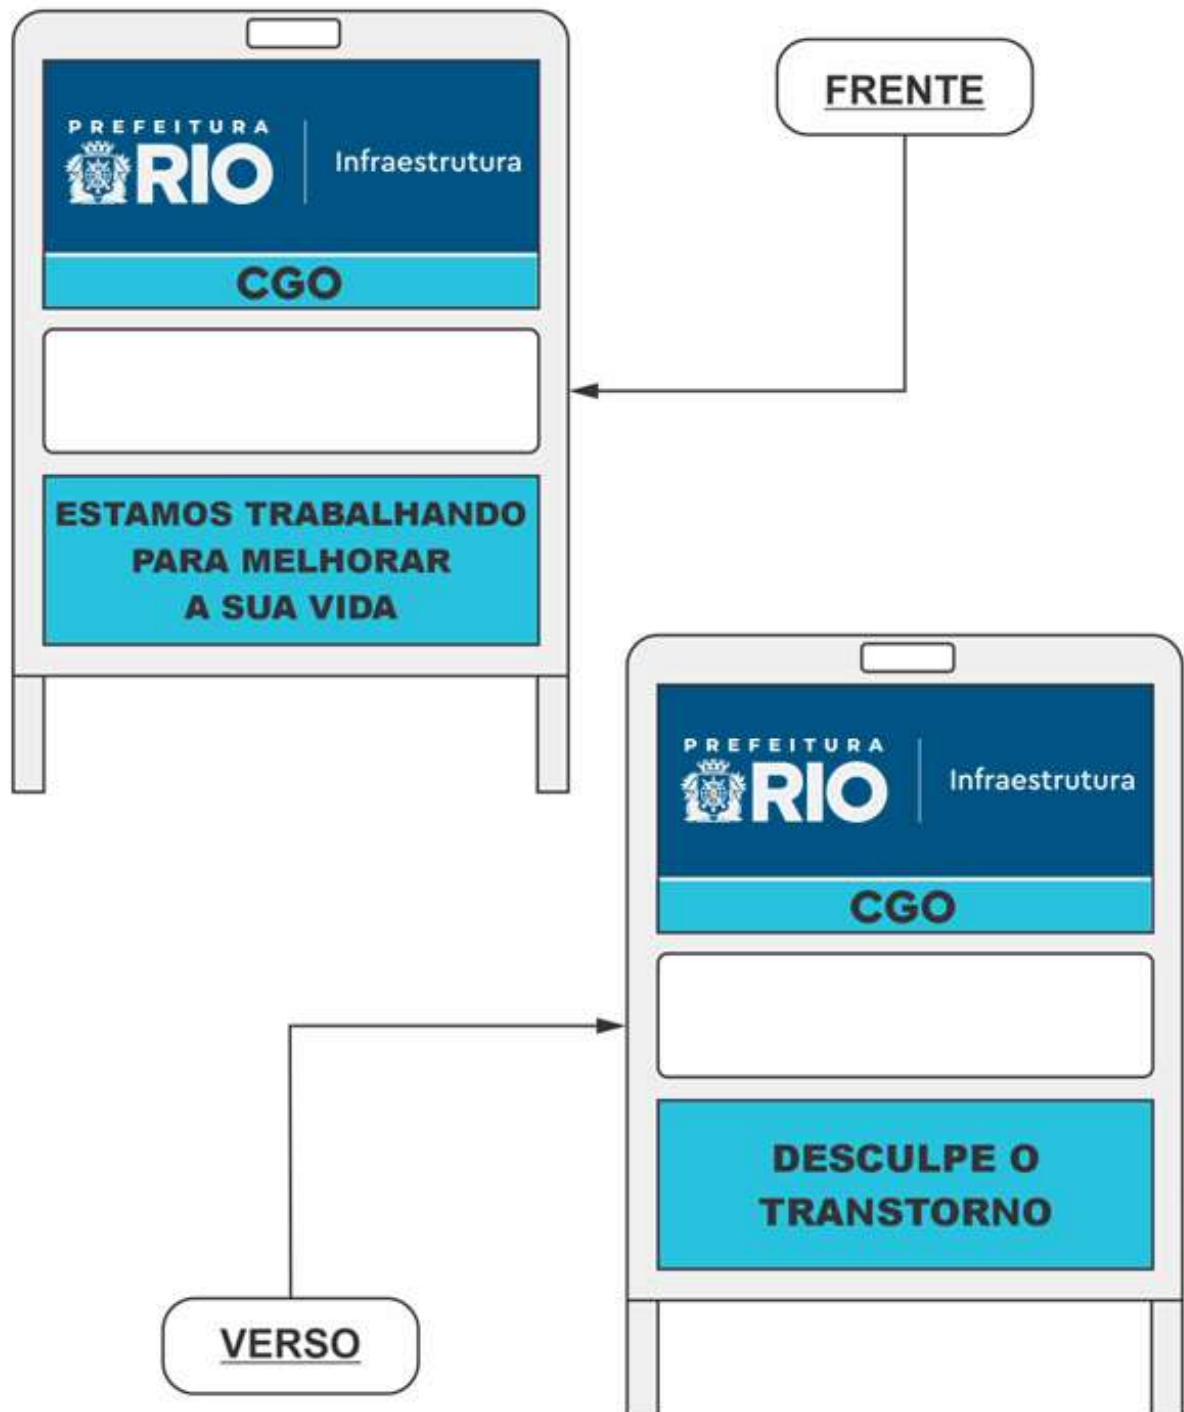 FRENTE
PREFEITURA
RIO
Infraestrutura
CGO
ESTAMOS TRABALHANDO
PARA MELHORAR
A SUA VIDA
PREFEITURA
RIO
Infraestrutura
CGO
DESCULPE O
TRANSTORNO
VERSO